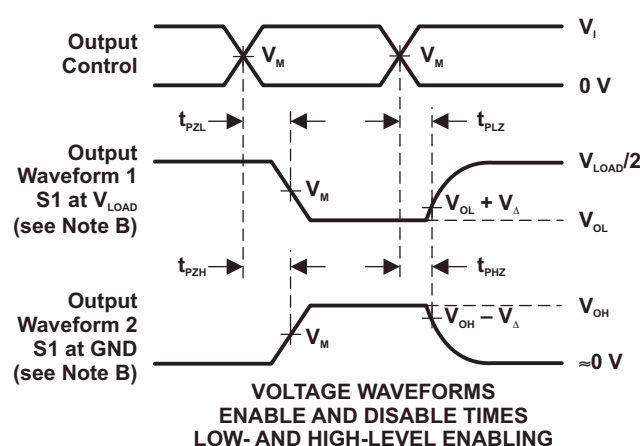 Output
Control
V_M
V_M
V_I
0 V
t_PZL
t_PLZ
Output
Waveform 1
S1 at V_LOAD
(see Note B)
V_M
V_OL + V_Δ
V_LOAD/2
V_OL
t_PZH
t_PHZ
Output
Waveform 2
S1 at GND
(see Note B)
V_M
V_OH − V_Δ
V_OH
≈0 V
VOLTAGE WAVEFORMS
ENABLE AND DISABLE TIMES
LOW- AND HIGH-LEVEL ENABLING